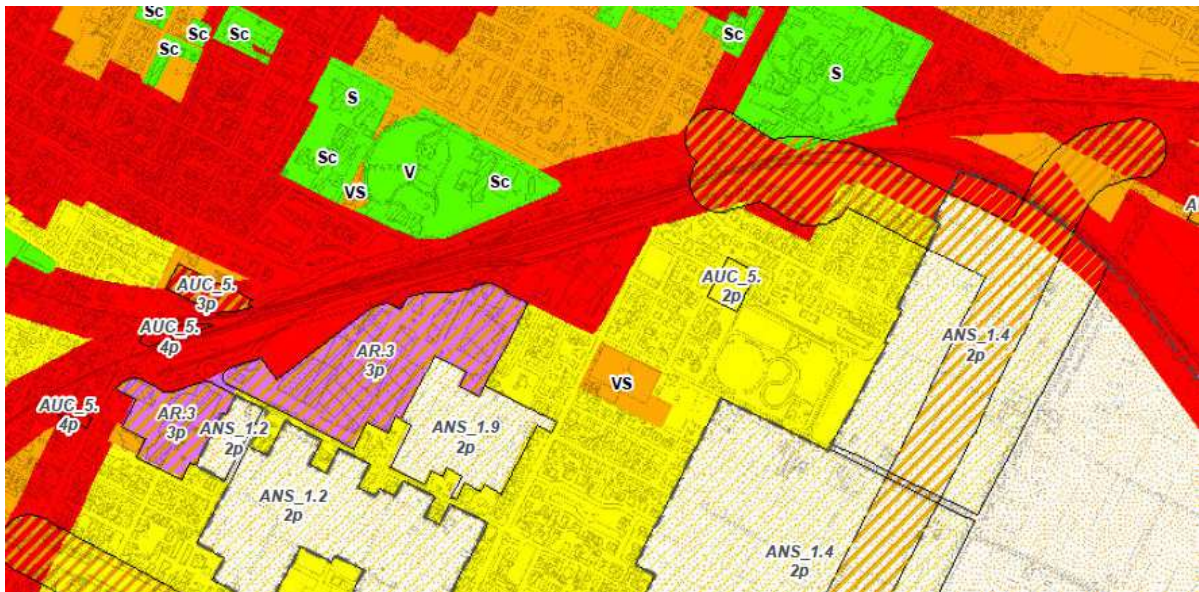 Sc
Sc
Sc
Sc
Sc
S
S
Sc
V
Sc
VS
AUC_5.
3p
AUC_5.
2p
AUC_5.
4p
ANS_1.4
2p
AR.3
3p
VS
AUC_5.
4p
AR.3
3p
ANS_1.2
2p
ANS_1.9
2p
ANS_1.2
2p
ANS_1.4
2p